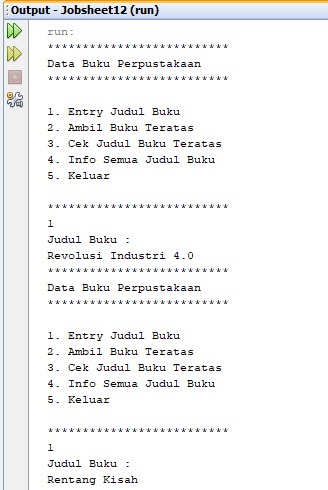 Output - Jobsheet12 (run)
run:
***************************
Data Buku Perpustakaan
***************************
1. Entry Judul Buku
2. Ambil Buku Teratas
3. Cek Judul Buku Teratas
4. Info Semua Judul Buku
5. Keluar
***************************
1
Judul Buku :
Revolusi Industri 4.0
***************************
Data Buku Perpustakaan
***************************
1. Entry Judul Buku
2. Ambil Buku Teratas
3. Cek Judul Buku Teratas
4. Info Semua Judul Buku
5. Keluar
***************************
1
Judul Buku :
Rentang Kisah